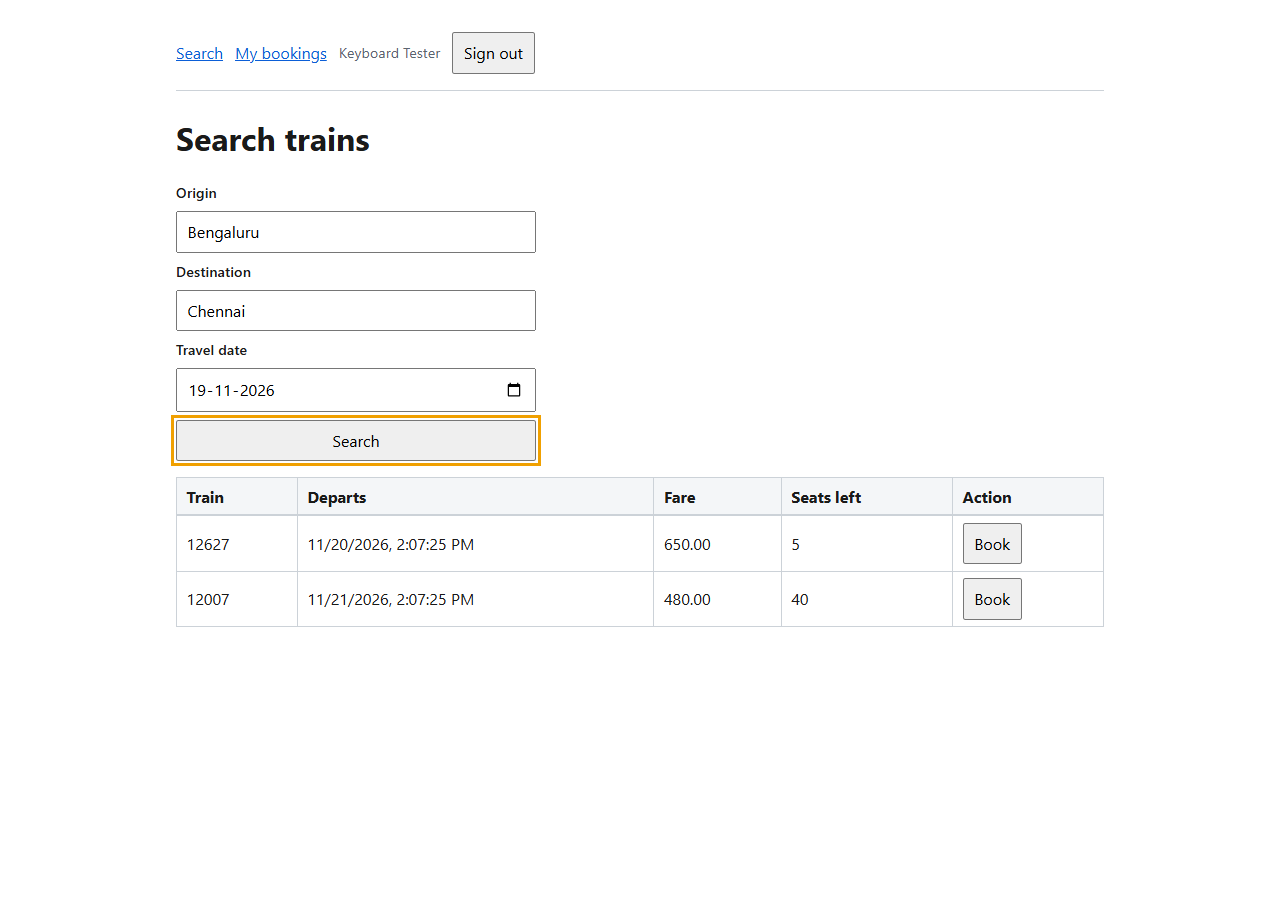 Search My bookings Keyboard Tester Sign out
Search trains
Origin
Bengaluru
Destination
Chennai
Travel date
19-11-2026
Search
Train Departs Fare Seats left Action
12627 11/20/2026, 2:07:25 PM 650.00 5 Book
12007 11/21/2026, 2:07:25 PM 480.00 40 Book